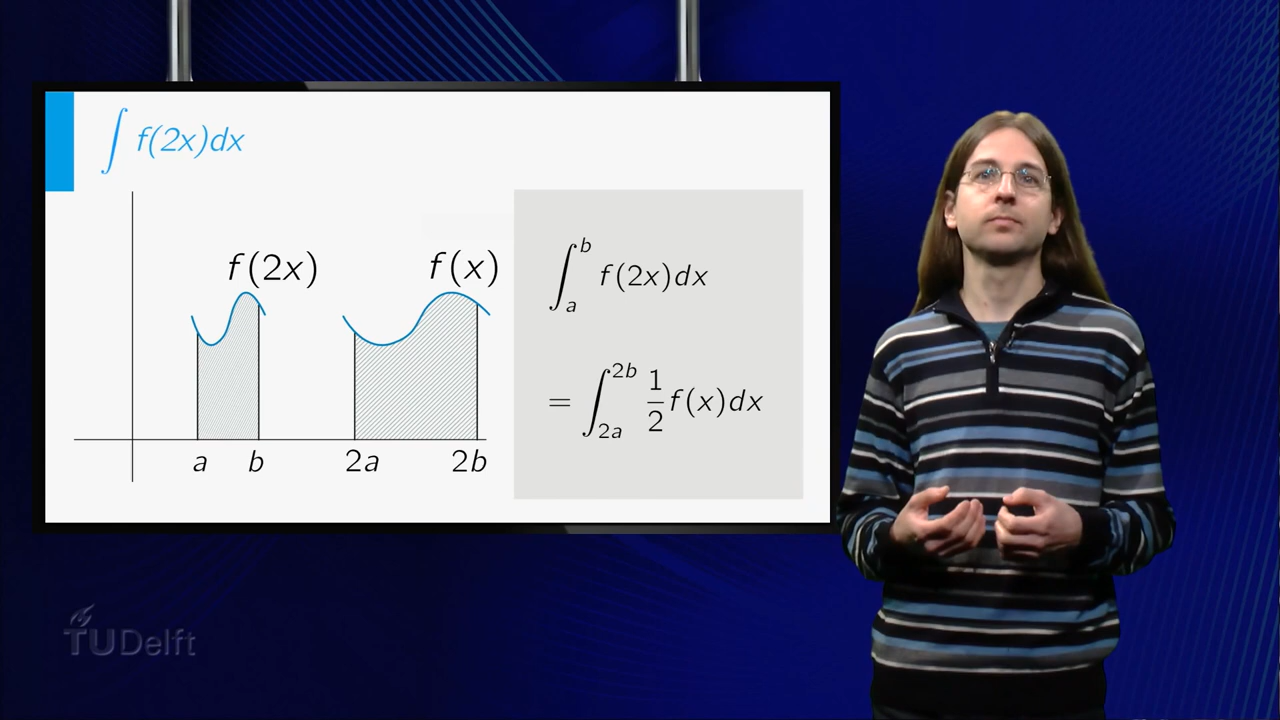 ∫ f(2x)dx
f(2x) f(x)
a b 2a 2b
∫_a^b f(2x)dx
= ∫_{2a}^{2b} 1/2 f(x)dx
TUDelft